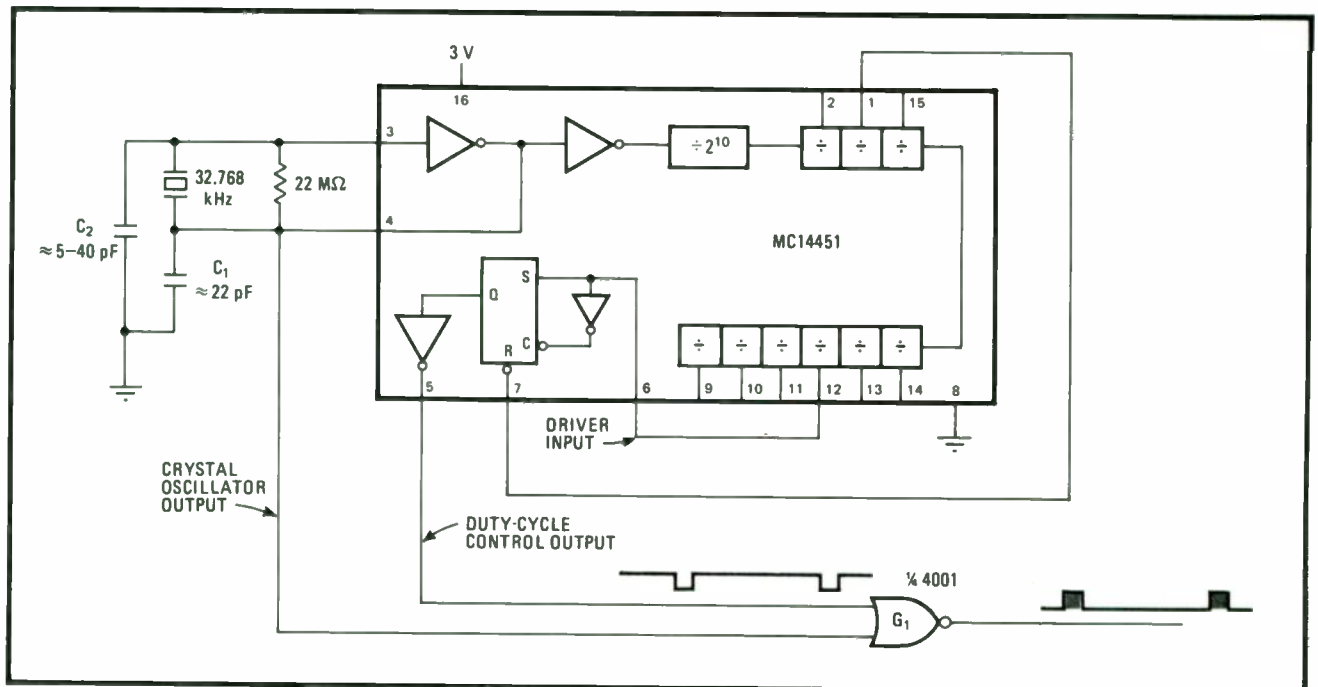 3 V
16
2
1
15
3
÷ 2¹⁰
÷
÷
÷
32.768
kHz
22 MΩ
4
C₂
≈ 5–40 pF
C₁
≈ 22 pF
MC14451
S
Q
C
R
÷
÷
÷
÷
÷
÷
5
7
6
9
10
11
12
13
14
8
DRIVER
INPUT
CRYSTAL
OSCILLATOR
OUTPUT
DUTY-CYCLE
CONTROL OUTPUT
¼ 4001
G₁